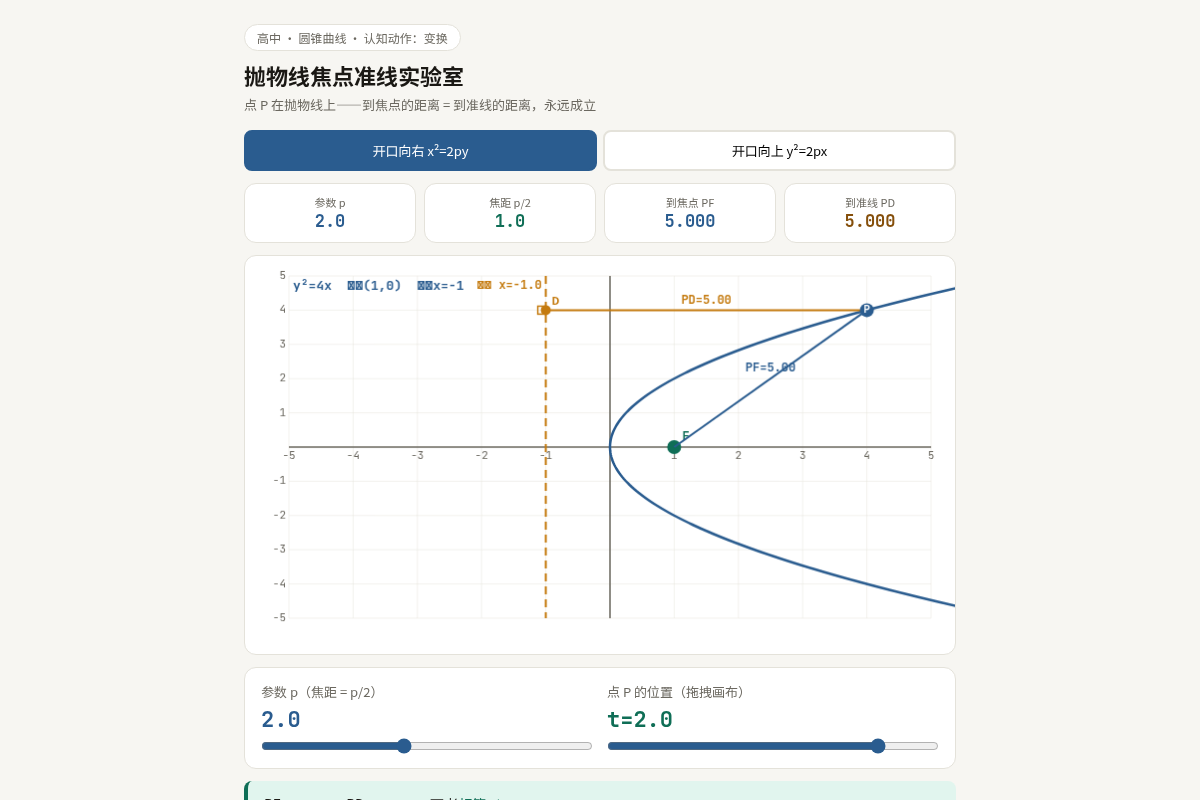 高中 · 圆锥曲线 · 认知动作：变换
抛物线焦点准线实验室
点 P 在抛物线上——到焦点的距离 = 到准线的距离，永远成立
开口向右 x²=2py
开口向上 y²=2px
参数 p
2.0
焦距 p/2
1.0
到焦点 PF
5.000
到准线 PD
5.000
y²=4x (1,0) x=-1 x=-1.0
D
PD=5.00
P
PF=5.00
F
5
4
3
2
1
-1
-2
-3
-4
-5
-5 -4 -3 -2 -1 1 2 3 4 5
参数 p（焦距 = p/2）
2.0
点 P 的位置（拖拽画布）
t=2.0